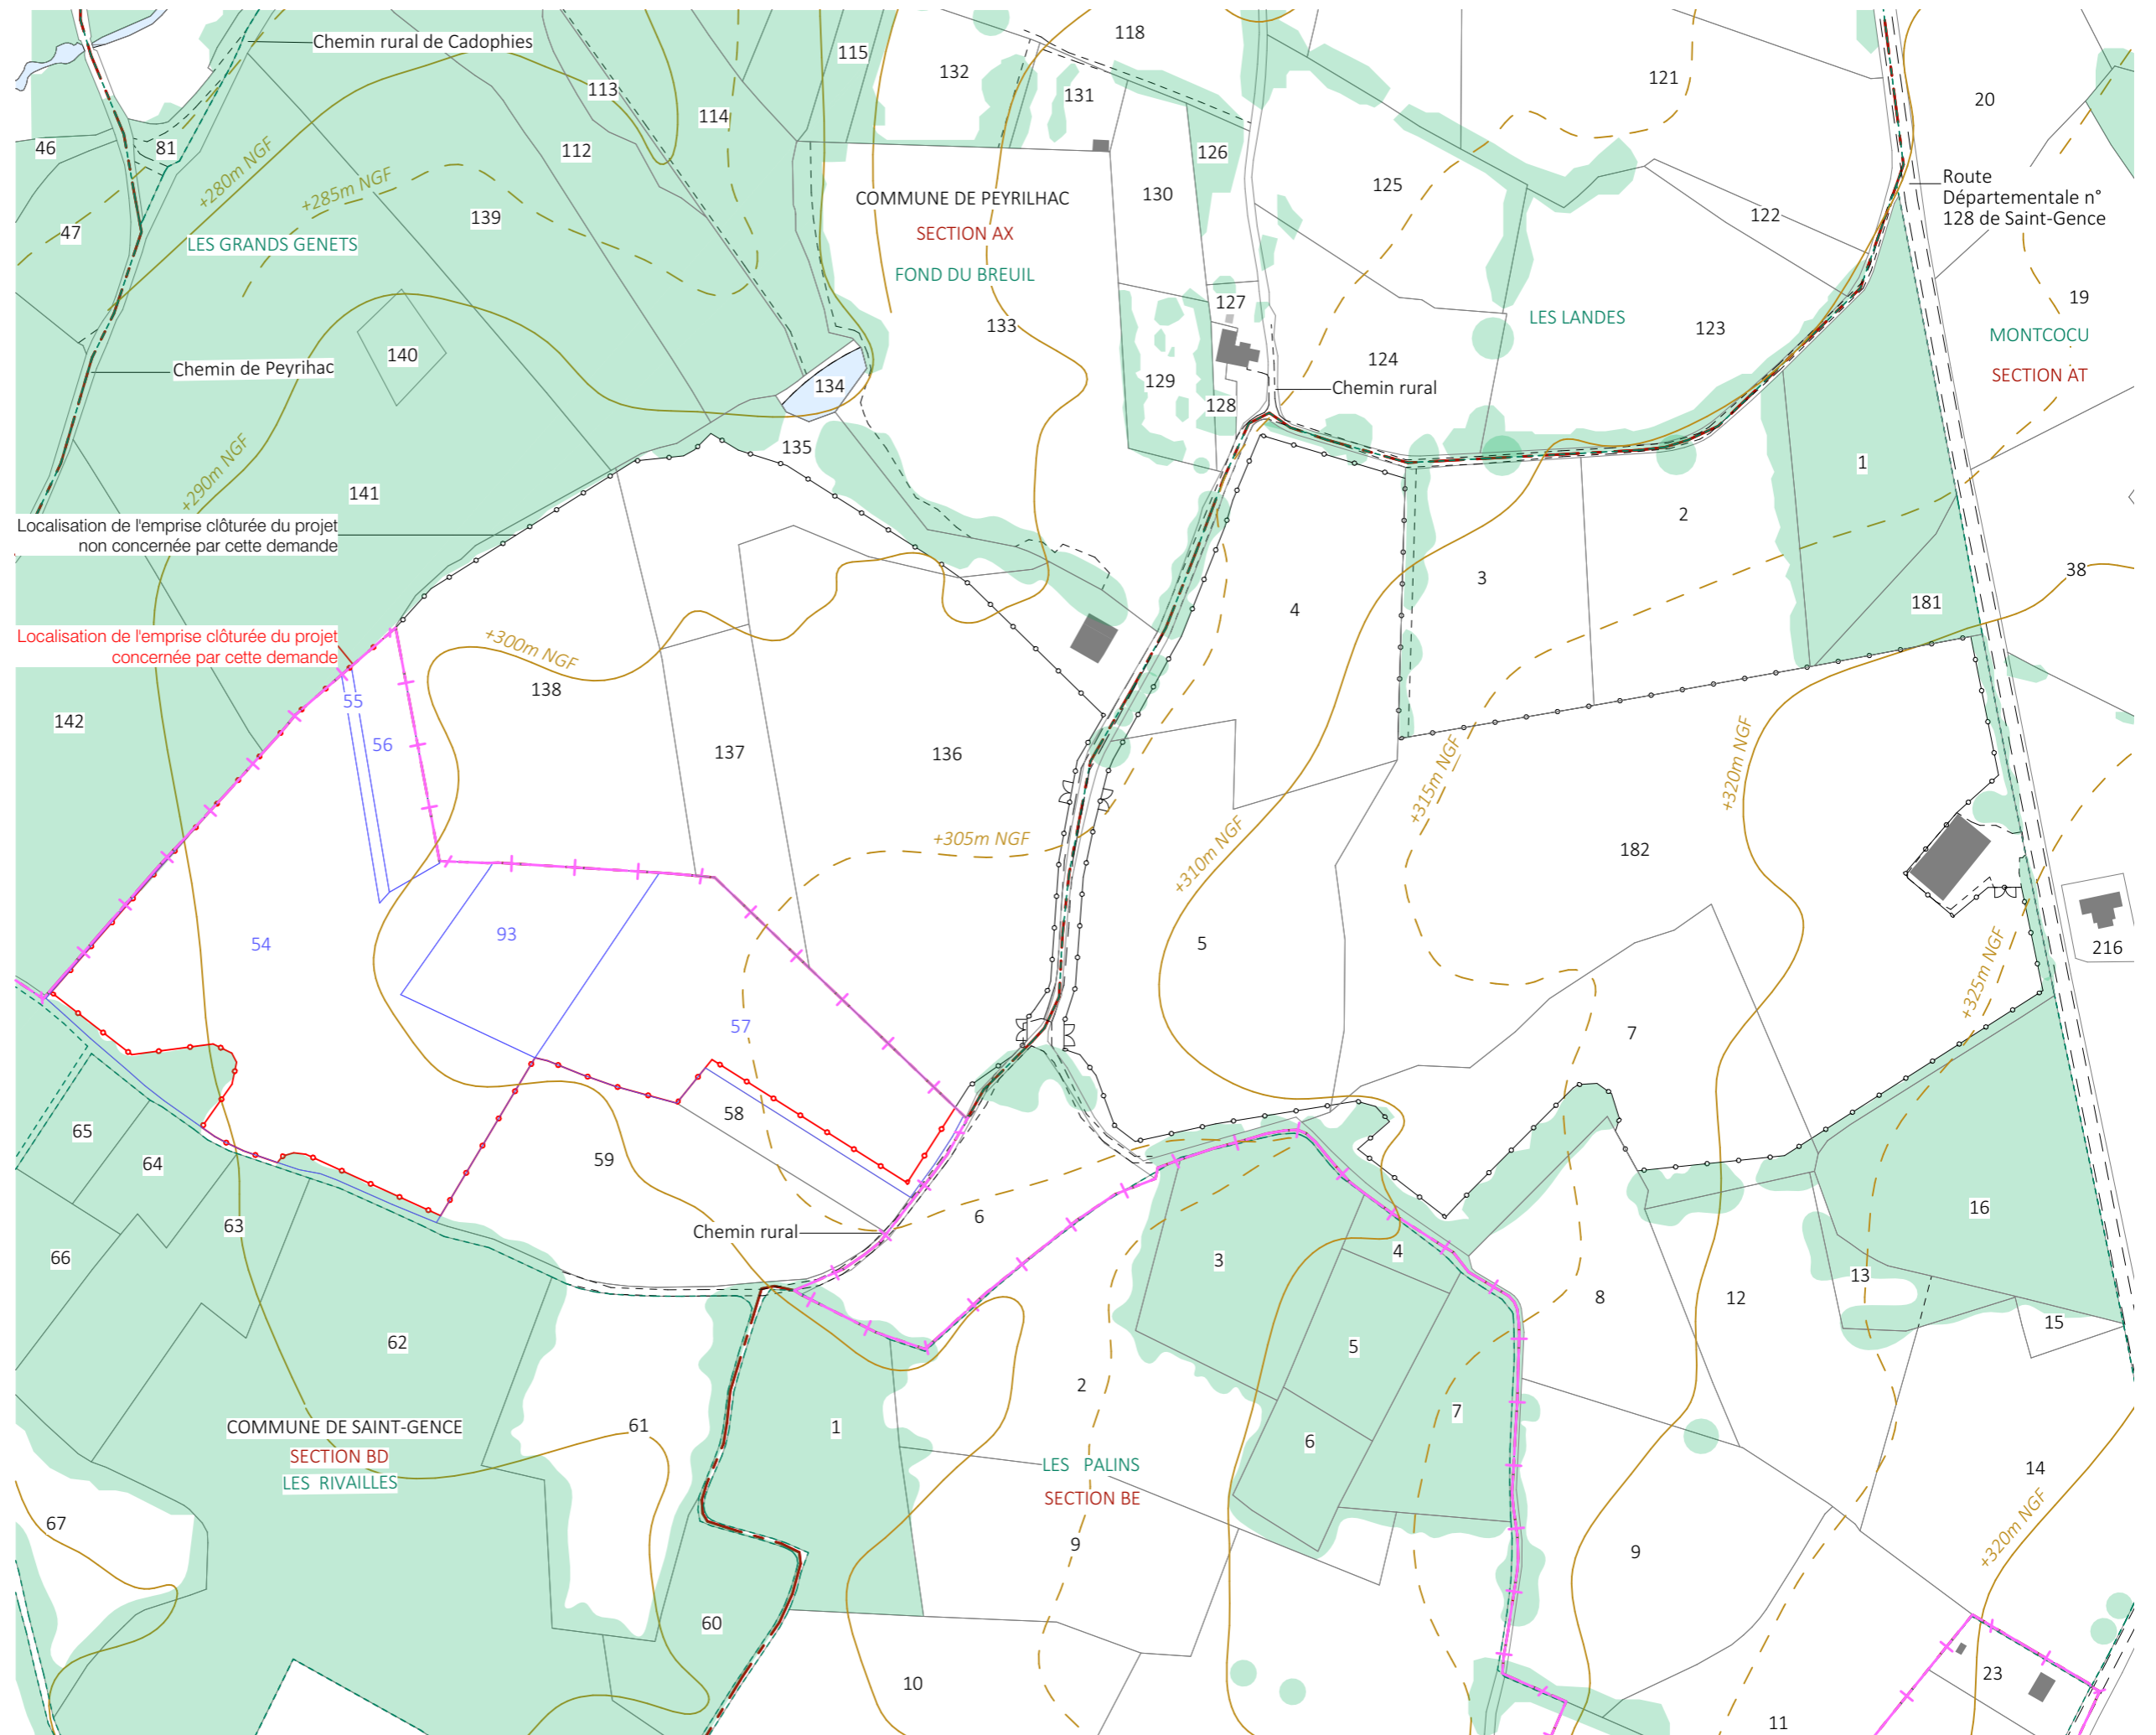 Chemin rural de Cadophies
115
118
132
131
121
20
113
114
112
46
81
126
+280m NGF
+285m NGF
139
130
125
122
Route
Départementale n°
128 de Saint-Gence
COMMUNE DE PEYRILHAC
SECTION AX
FOND DU BREUIL
47
LES GRANDS GENETS
127
133
LES LANDES
123
19
MONTCOCU
SECTION AT
140
Chemin de Peyrihac
134
129
128
124
Chemin rural
135
1
+290m NGF
141
2
Localisation de l'emprise clôturée du projet
non concernée par cette demande
3
38
4
181
Localisation de l'emprise clôturée du projet
concernée par cette demande
+300m NGF
138
55
142
56
137
136
+315m NGF
+320m NGF
+305m NGF
+310m NGF
182
93
54
5
216
+325m NGF
57
7
58
65
64
59
63
66
Chemin rural
6
3
4
16
13
8
12
15
62
5
2
1
7
6
61
COMMUNE DE SAINT-GENCE
SECTION BD
LES RIVAILLES
LES PALINS
SECTION BE
14
67
9
9
+320m NGF
60
10
23
11